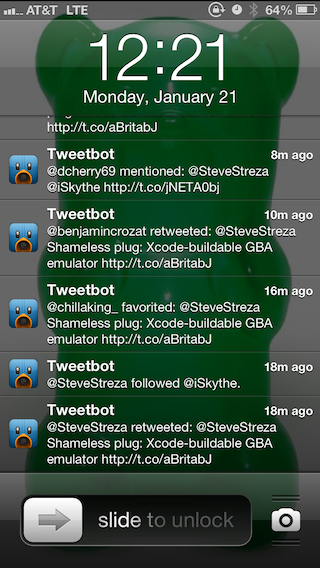 AT&T LTE 64%
12:21
Monday, January 21
http://t.co/aBritabJ
Tweetbot 8m ago
@dcherry69 mentioned: @SteveStreza
@iSkythe http://t.co/jNETA0bj
Tweetbot 10m ago
@benjamincrozat retweeted: @SteveStreza
Shameless plug: Xcode-buildable GBA
emulator http://t.co/aBritabJ
Tweetbot 16m ago
@chillaking_ favorited: @SteveStreza
Shameless plug: Xcode-buildable GBA
emulator http://t.co/aBritabJ
Tweetbot 18m ago
@SteveStreza followed @iSkythe.
Tweetbot 18m ago
@SteveStreza retweeted: @SteveStreza
Shameless plug: Xcode-buildable GBA
emulator http://t.co/aBritabJ
slide to unlock